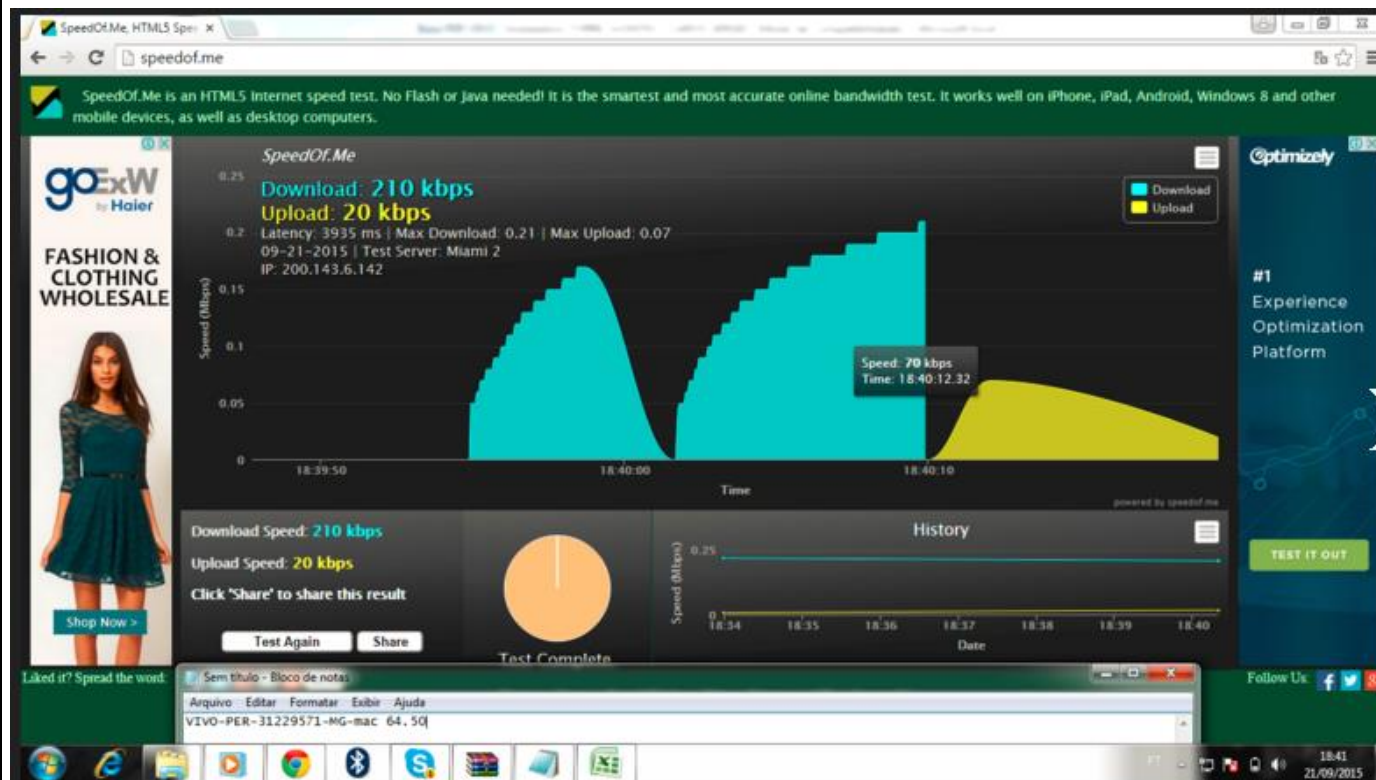 SpeedOf.Me, HTML5 Spe
speedof.me
SpeedOf.Me is an HTML5 Internet speed test. No Flash or Java needed! It is the smartest and most accurate online bandwidth test. It works well on iPhone, iPad, Android, Windows 8 and other
mobile devices, as well as desktop computers.
goExW
by Haier
FASHION &
CLOTHING
WHOLESALE
Shop Now >
SpeedOf.Me
Download: 210 kbps
Upload: 20 kbps
Latency: 3935 ms | Max Download: 0.21 | Max Upload: 0.07
09-21-2015 | Test Server: Miami 2
IP: 200.143.6.142
Download
Upload
0.25
0.2
0.15
0.1
0.05
0
Speed (Mbps)
Speed: 70 kbps
Time: 18:40:12.32
18:39:50
18:40:00
18:40:10
Time
powered by speedof.me
Optimizely
#1
Experience
Optimization
Platform
TEST IT OUT
Download Speed: 210 kbps
Upload Speed: 20 kbps
Click 'Share' to share this result
Test Again
Share
Test Complete
History
Speed (Mbps)
0.25
0
18:34
18:35
18:36
18:37
18:38
18:39
18:40
Date
Liked it? Spread the word:
Follow Us:
Sem título - Bloco de notas
Arquivo Editar Formatar Exibir Ajuda
VIVO-PER-31229571-MG-mac 64.50
PT
18:41
21/09/2015